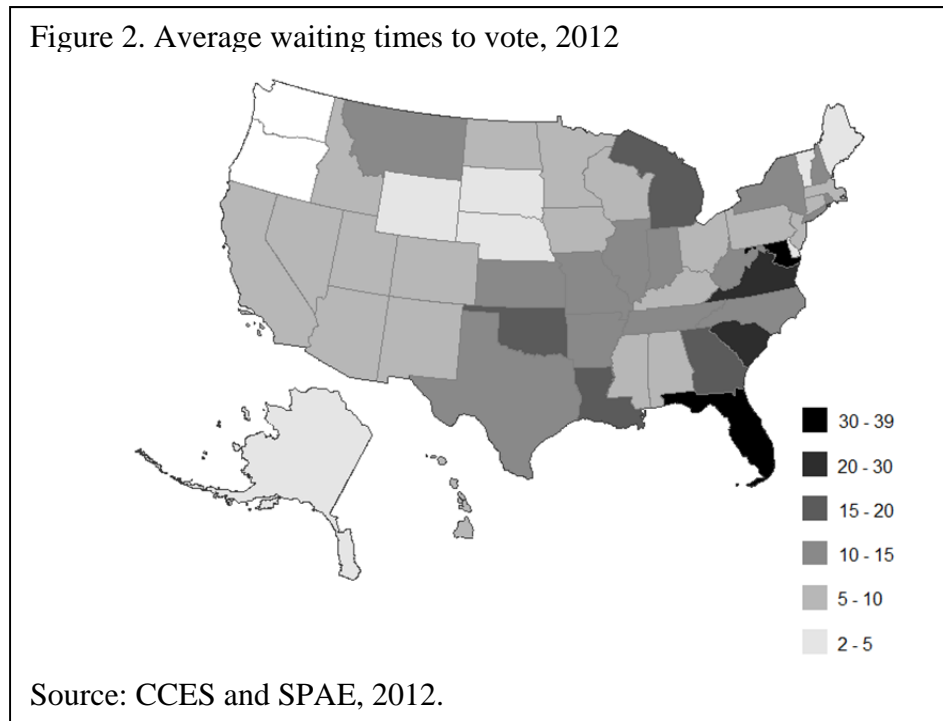 Figure 2. Average waiting times to vote, 2012
30 - 39
20 - 30
15 - 20
10 - 15
5 - 10
2 - 5
Source: CCES and SPAE, 2012.